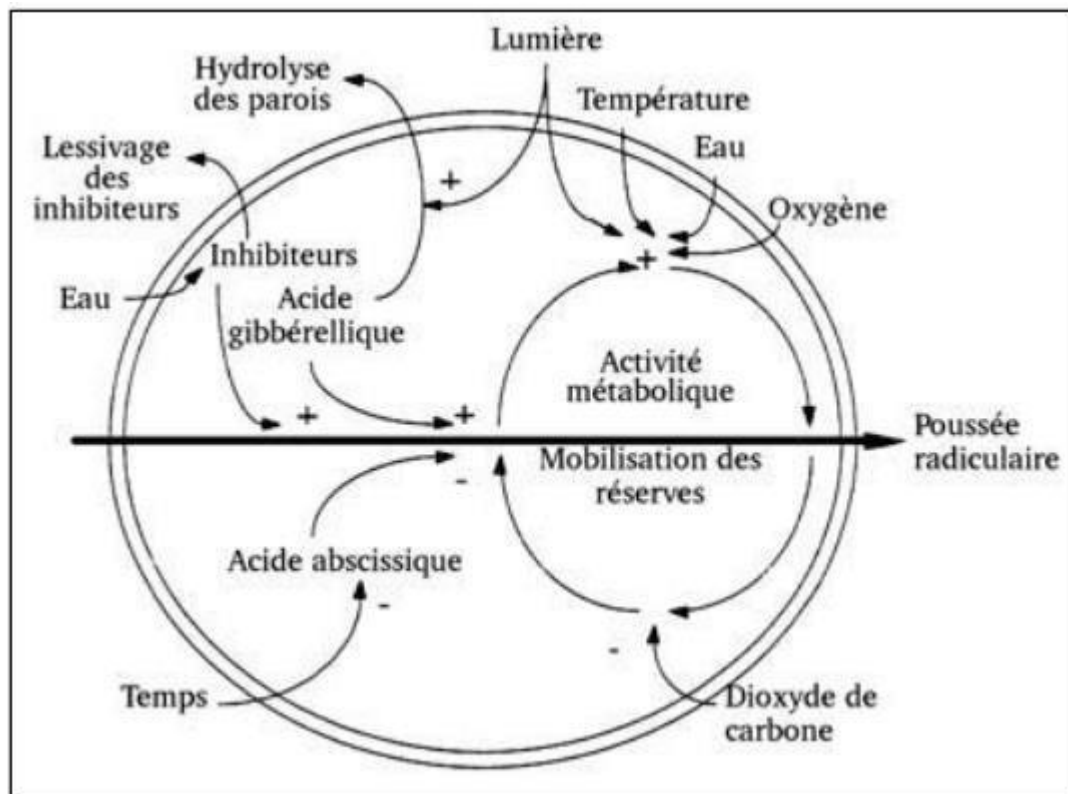 Lumière
Hydrolyse
des parois
Température
Lessivage
des
inhibiteurs
Eau
+
Oxygène
Inhibiteurs
+
Eau
Acide
gibbérellique
Activité
métabolique
+
+
Poussée
radiculaire
Mobilisation des
réserves
-
Acide abscissique
-
-
Temps
Dioxyde de
carbone